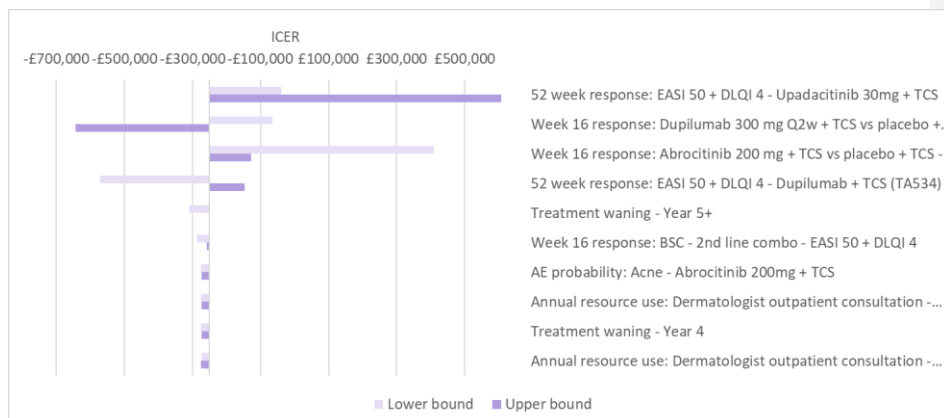 ICER
-£700,000 -£500,000 -£300,000 -£100,000 £100,000 £300,000 £500,000
52 week response: EASI 50 + DLQI 4 - Upadacitinib 30mg + TCS
Week 16 response: Dupilumab 300 mg Q2w + TCS vs placebo +...
Week 16 response: Abrocitinib 200 mg + TCS vs placebo + TCS -
52 week response: EASI 50 + DLQI 4 - Dupilumab + TCS (TA534)
Treatment waning - Year 5+
Week 16 response: BSC - 2nd line combo - EASI 50 + DLQI 4
AE probability: Acne - Abrocitinib 200mg + TCS
Annual resource use: Dermatologist outpatient consultation -...
Treatment waning - Year 4
Annual resource use: Dermatologist outpatient consultation -...
Lower bound Upper bound